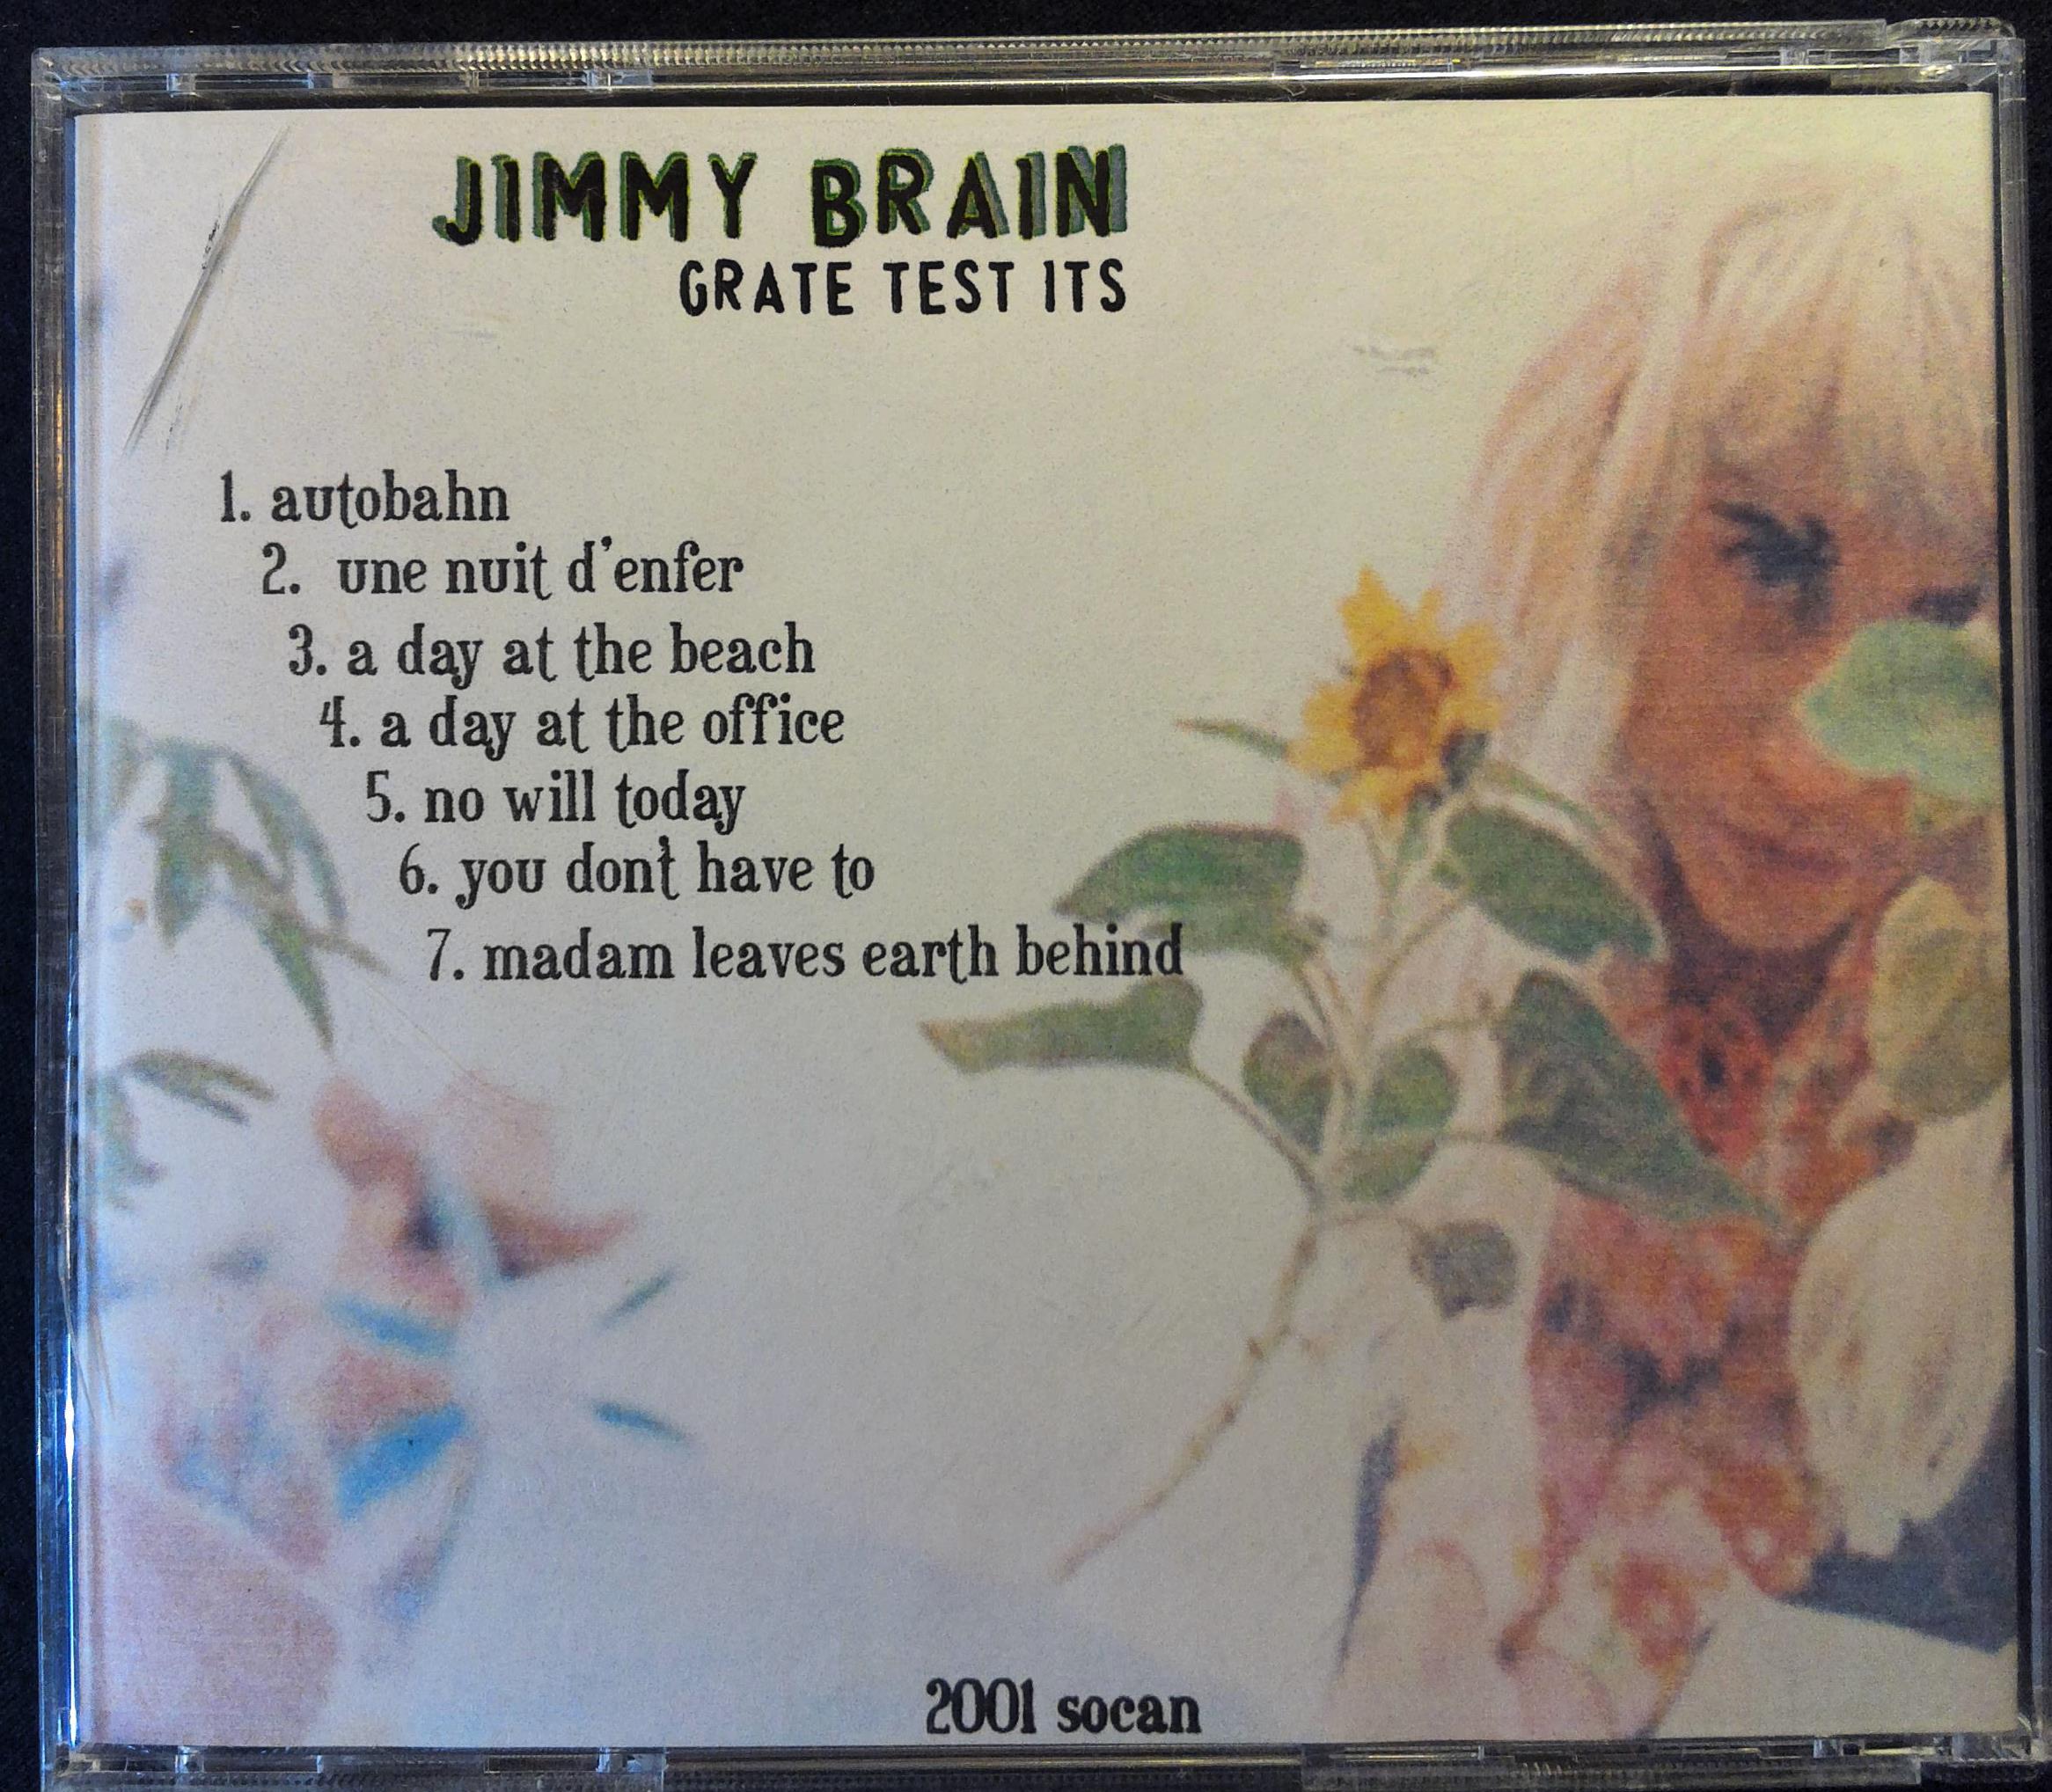 JIMMY BRAIN
GRATE TEST ITS
1. autobahn
2. une nuit d'enfer
3. a day at the beach
4. a day at the office
5. no will today
6. you don't have to
7. madam leaves earth behind
2001 socan